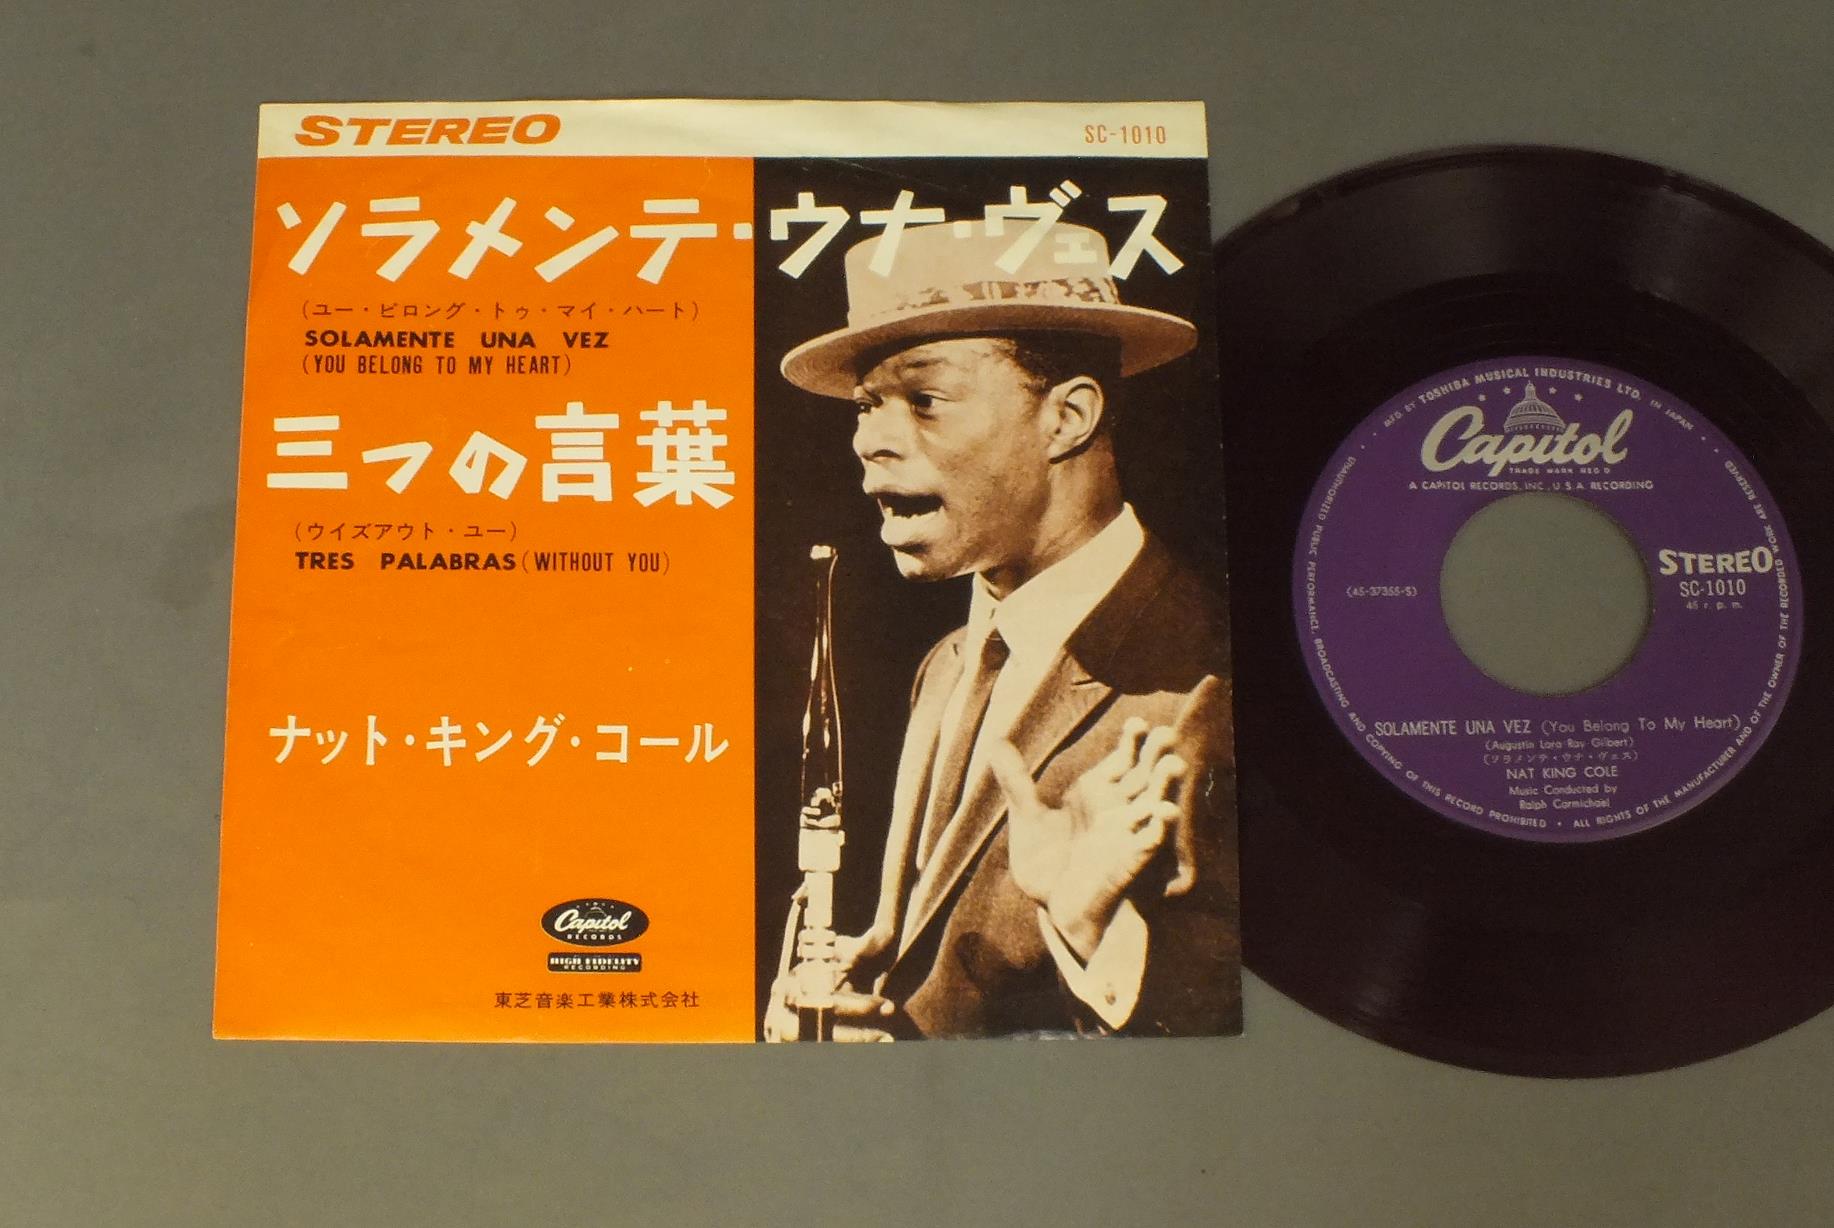 STEREO
SC-1010
ソラメンテ・ウナ・ヴェス
(ユー・ビロング・トゥ・マイ・ハート)
SOLAMENTE UNA VEZ
(YOU BELONG TO MY HEART)
三つの言葉
(ウイズアウト・ユー)
TRES PALABRAS (WITHOUT YOU)
ナット・キング・コール
Capitol
RECORDS
HIGH FIDELITY
RECORDING
東芝音楽工業株式会社
MFG. BY TOSHIBA MUSICAL INDUSTRIES LTD. IN JAPAN
Capitol
TRADE MARK REG'D
A CAPITOL RECORDS, INC., U.S.A. RECORDING
STEREO
(45-37355-S)
SC-1010
45 r. p. m.
SOLAMENTE UNA VEZ (You Belong To My Heart)
(Augustin Lara-Ray Gilbert)
(ソラメンテ・ウナ・ヴェス)
NAT KING COLE
Music Conducted by
Ralph Carmichael
UNAUTHORIZED PUBLIC PERFORMANCE, BROADCASTING AND COPYING OF THIS RECORD PROHIBITED • ALL RIGHTS OF THE MANUFACTURER AND OF THE OWNER OF THE RECORDED WORK ARE RESERVED